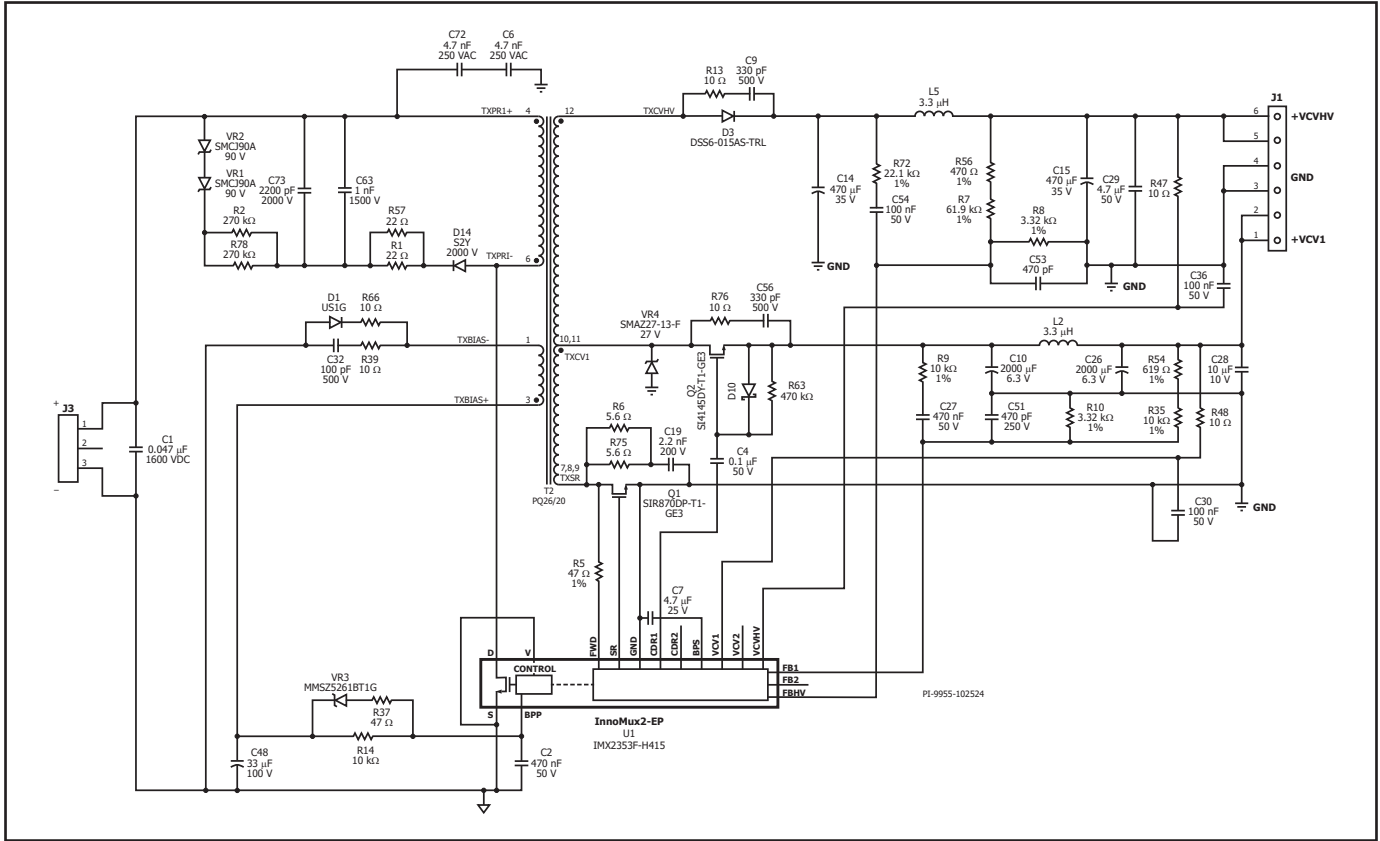 C72
4.7 nF
250 VAC
C6
4.7 nF
250 VAC
TXPRI+
4
12
TXCVHV
R13
10 Ω
C9
330 pF
500 V
D3
DSS6-015AS-TRL
L5
3.3 µH
J1
6
+VCVHV
5
4
GND
3
2
1
+VCV1
VR2
SMCJ90A
90 V
VR1
SMCJ90A
90 V
R2
270 kΩ
R78
270 kΩ
C73
2200 pF
2000 V
C63
1 nF
1500 V
R57
22 Ω
R1
22 Ω
D14
S2Y
2000 V
TXPRI-
6
C14
470 µF
35 V
GND
R72
22.1 kΩ
1%
C54
100 nF
50 V
R56
470 Ω
1%
R7
61.9 kΩ
1%
R8
3.32 kΩ
1%
C53
470 pF
C15
470 µF
35 V
C29
4.7 µF
50 V
R47
10 Ω
GND
C36
100 nF
50 V
D1
US1G
R66
10 Ω
C32
100 pF
500 V
R39
10 Ω
TXBIAS-
1
TXBIAS+
3
10,11
TXCV1
VR4
SMAZ27-13-F
27 V
R76
10 Ω
C56
330 pF
500 V
Q2
SI4145DY-T1-GE3
D10
R63
470 kΩ
L2
3.3 µH
R9
10 kΩ
1%
C27
470 nF
50 V
C10
2000 µF
6.3 V
C51
470 pF
250 V
C26
2000 µF
6.3 V
R10
3.32 kΩ
1%
R54
619 Ω
1%
R35
10 kΩ
1%
R48
10 Ω
C28
10 µF
10 V
J3
+
1
2
3
−
C1
0.047 µF
1600 VDC
R6
5.6 Ω
R75
5.6 Ω
C19
2.2 nF
200 V
7,8,9
TXSR
T2
PQ26/20
Q1
SIR870DP-T1-
GE3
C4
0.1 µF
50 V
C30
100 nF
50 V
GND
R5
47 Ω
1%
C7
4.7 µF
25 V
FWD
SR
GND
CDR1
CDR2
BPS
VCV1
VCV2
VCVHV
D
V
CONTROL
S
BPP
FB1
FB2
FBHV
InnoMux2-EP
U1
IMX2353F-H415
PI-9955-102524
VR3
MMSZ5261BT1G
R37
47 Ω
R14
10 kΩ
C48
33 µF
100 V
C2
470 nF
50 V